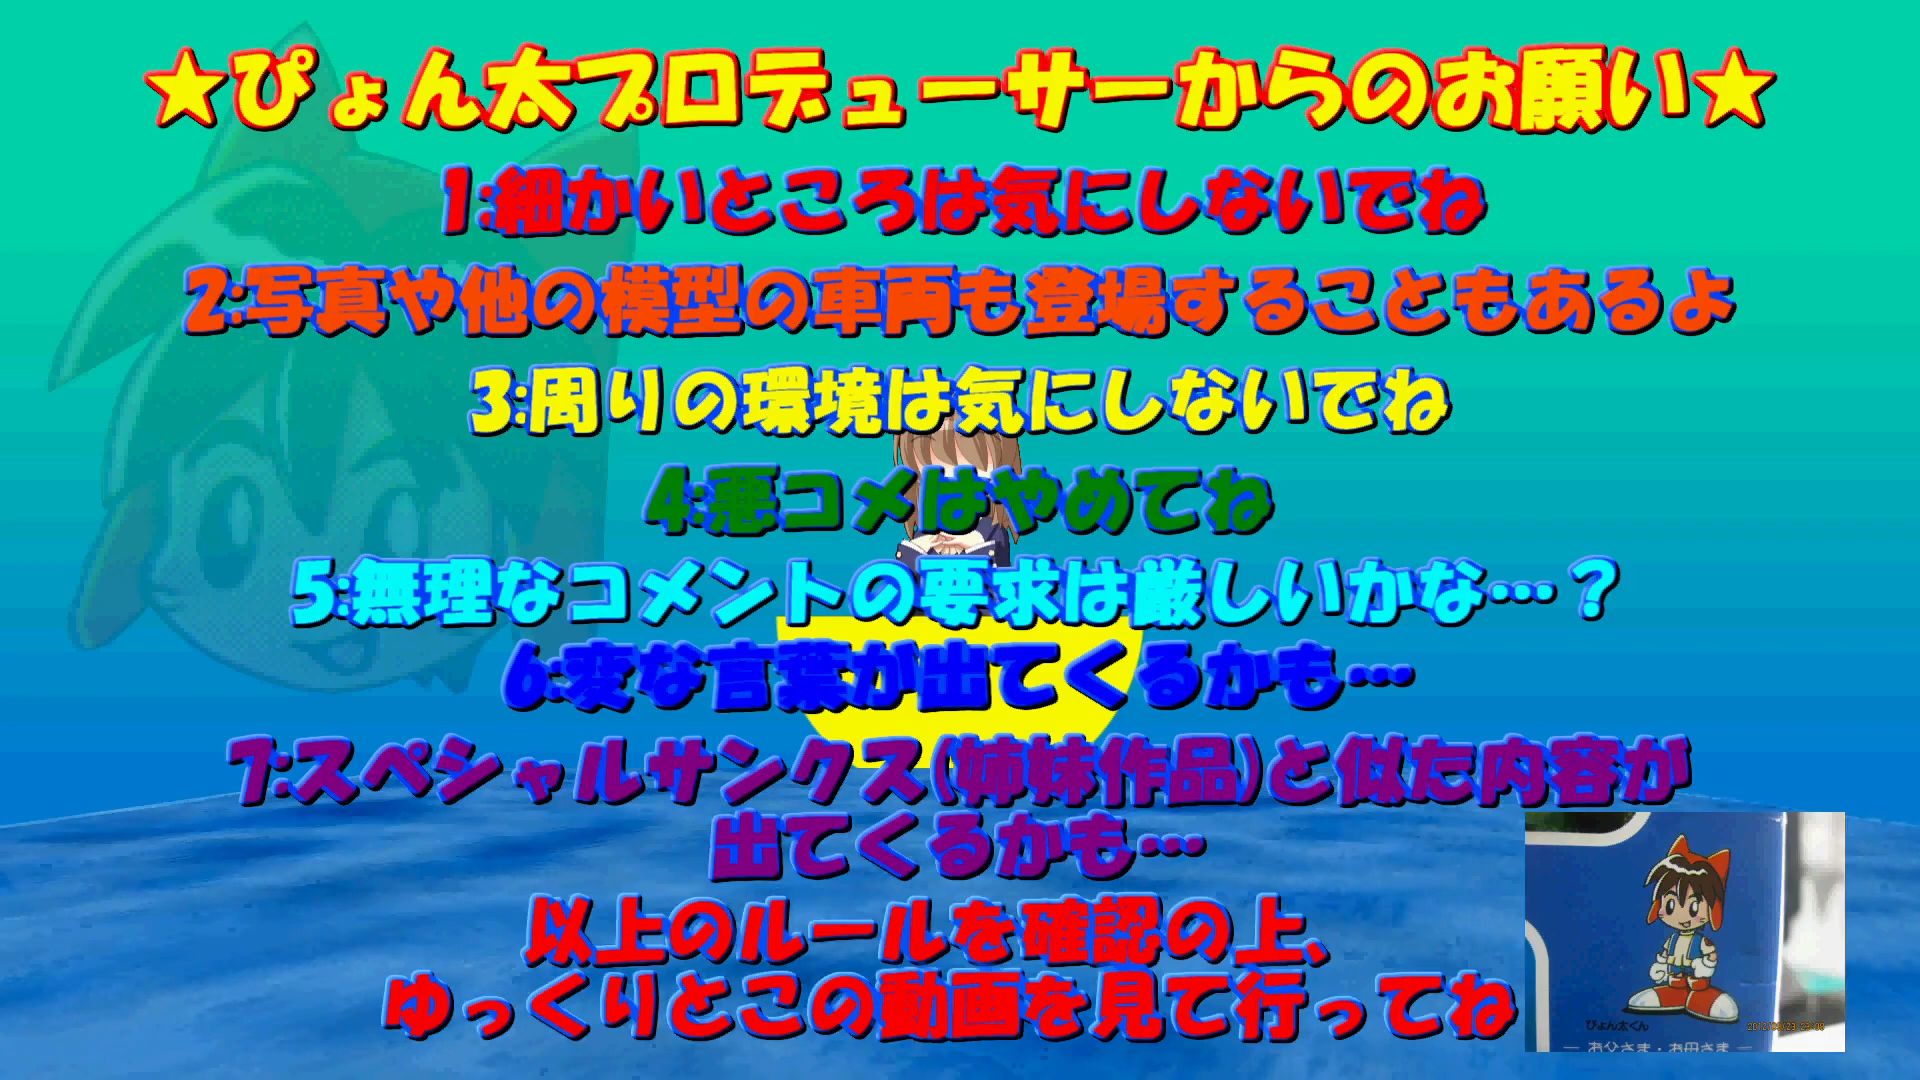 ★ぴょん太プロデューサーからのお願い★
1:細かいところは気にしないでね
2:写真や他の模型の車両も登場することもあるよ
3:周りの環境は気にしないでね
4:悪コメはやめてね
5:無理なコメントの要求は厳しいかな…？
6:変な言葉が出てくるかも…
7:スペシャルサンクス(姉妹作品)と似た内容が
出てくるかも…
以上のルールを確認の上、
ゆっくりとこの動画を見て行ってね
ぴょん太くん
― お父さま・お母さま ―